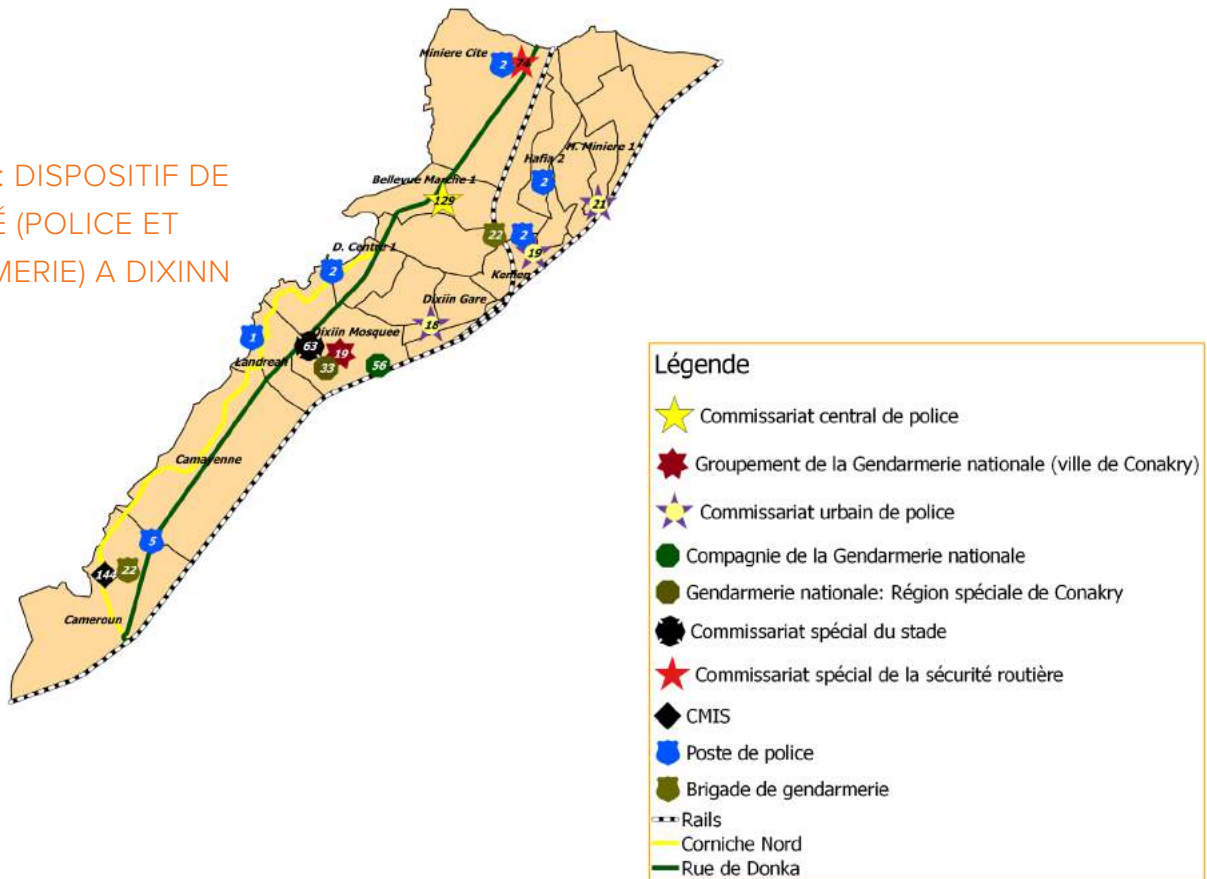 : DISPOSITIF DE
É (POLICE ET
MERIE) A DIXINN
Miniere Cite
2
74
Hafia 2
H. Miniere 1
2
Bellevue Marche 1
129
21
22
2
19
D. Centre 1
Kemen
2
Dixiin Gare
18
1
Dixiin Mosquee
63
19
Landreah
33
56
Camayenne
5
144
22
Cameroun
Légende
Commissariat central de police
Groupement de la Gendarmerie nationale (ville de Conakry)
Commissariat urbain de police
Compagnie de la Gendarmerie nationale
Gendarmerie nationale: Région spéciale de Conakry
Commissariat spécial du stade
Commissariat spécial de la sécurité routière
CMIS
Poste de police
Brigade de gendarmerie
Rails
Corniche Nord
Rue de Donka